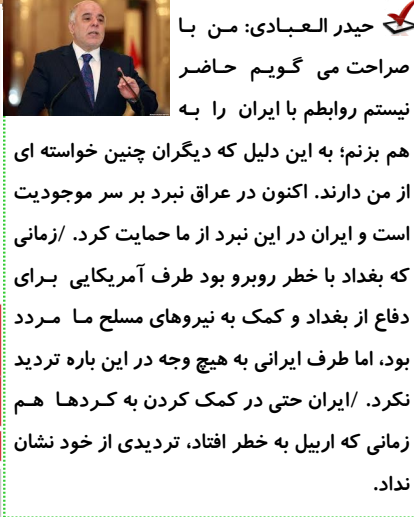 حیدر العبادی: من با
صراحت می گویم حاضر
نیستم روابطم با ایران را به
هم بزنم؛ به این دلیل که دیگران چنین خواسته ای
از من دارند. اکنون در عراق نبرد بر سر موجودیت
است و ایران در این نبرد از ما حمایت کرد. /زمانی
که بغداد با خطر روبرو بود طرف آمریکایی برای
دفاع از بغداد و کمک به نیروهای مسلح ما مردد
بود، اما طرف ایرانی به هیچ وجه در این باره تردید
نکرد. /ایران حتی در کمک کردن به کردها هم
زمانی که اربیل به خطر افتاد، تردیدی از خود نشان
نداد.